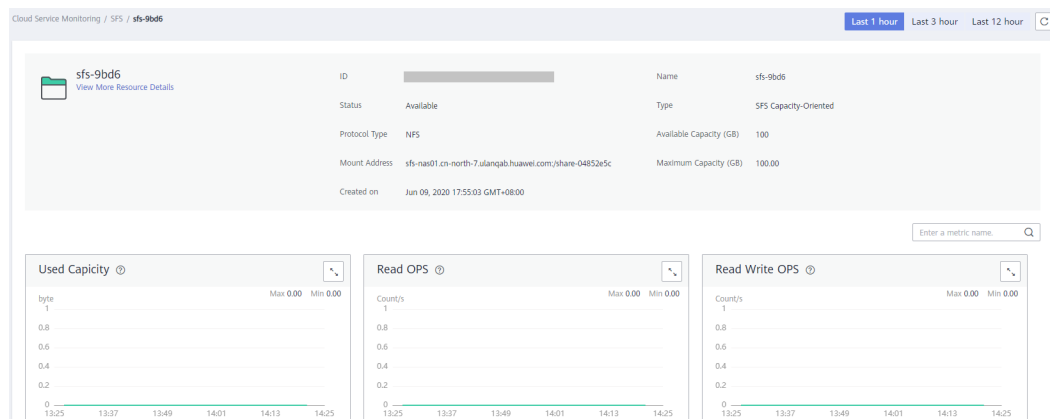 Cloud Service Monitoring / SFS / sfs-9bd6
Last 1 hour Last 3 hour Last 12 hour
sfs-9bd6
View More Resource Details
ID
Name sfs-9bd6
Status Available
Type SFS Capacity-Oriented
Protocol Type NFS
Available Capacity (GB) 100
Mount Address sfs-nas01.cn-north-7.ulanqab.huawei.com:/share-04852e5c
Maximum Capacity (GB) 100.00
Created on Jun 09, 2020 17:55:03 GMT+08:00
Enter a metric name.
Used Capicity
byte Max 0.00 Min 0.00
1
0.8
0.6
0.4
0.2
0
13:25 13:37 13:49 14:01 14:13 14:25
Read OPS
Count/s Max 0.00 Min 0.00
1
0.8
0.6
0.4
0.2
0
13:25 13:37 13:49 14:01 14:13 14:25
Read Write OPS
Count/s Max 0.00 Min 0.00
1
0.8
0.6
0.4
0.2
0
13:25 13:37 13:49 14:01 14:13 14:25